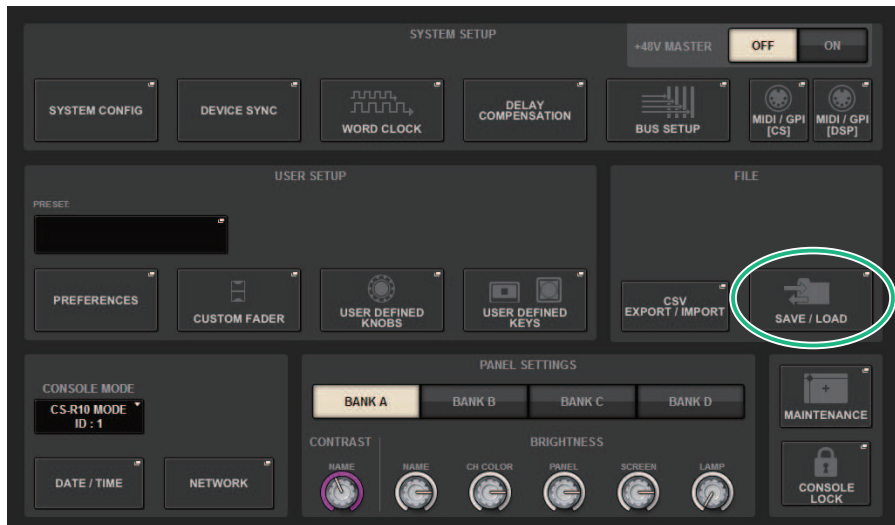 SYSTEM SETUP
+48V MASTER
OFF
ON
SYSTEM CONFIG
DEVICE SYNC
WORD CLOCK
DELAY
COMPENSATION
BUS SETUP
MIDI / GPI
[CS]
MIDI / GPI
[DSP]
USER SETUP
PRESET
PREFERENCES
CUSTOM FADER
USER DEFINED
KNOBS
USER DEFINED
KEYS
FILE
CSV
EXPORT / IMPORT
SAVE / LOAD
CONSOLE MODE
CS-R10 MODE
ID : 1
DATE / TIME
NETWORK
PANEL SETTINGS
BANK A
BANK B
BANK C
BANK D
CONTRAST
BRIGHTNESS
NAME
NAME
CH COLOR
PANEL
SCREEN
LAMP
MAINTENANCE
CONSOLE
LOCK